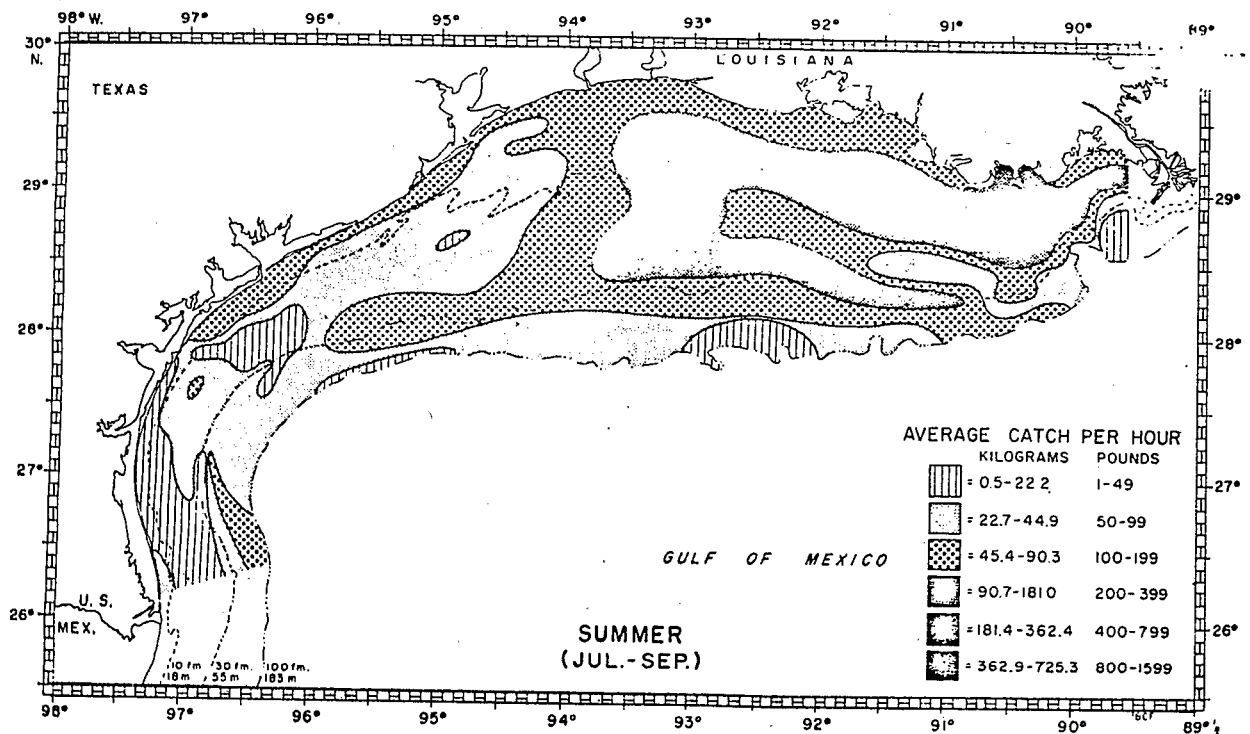 98° W. 97° 96° 95° 94° 93° 92° 91° 90° 89°
30°
N.
TEXAS
LOUISIANA
29° 29°
28° 28°
AVERAGE CATCH PER HOUR
KILOGRAMS POUNDS
= 0.5-22.2 1-49
27° 27°
= 22.7-44.9 50-99
= 45.4-90.3 100-199
GULF OF MEXICO
= 90.7-181.0 200-399
U. S.
MEX.
26° 26°
= 181.4-362.4 400-799
= 362.9-725.3 800-1599
SUMMER
(JUL.-SEP.)
10 fm. 30 fm. 100 fm.
18 m 55 m 183 m
98° 97° 96° 95° 94° 93° 92° 91° 90° 89°